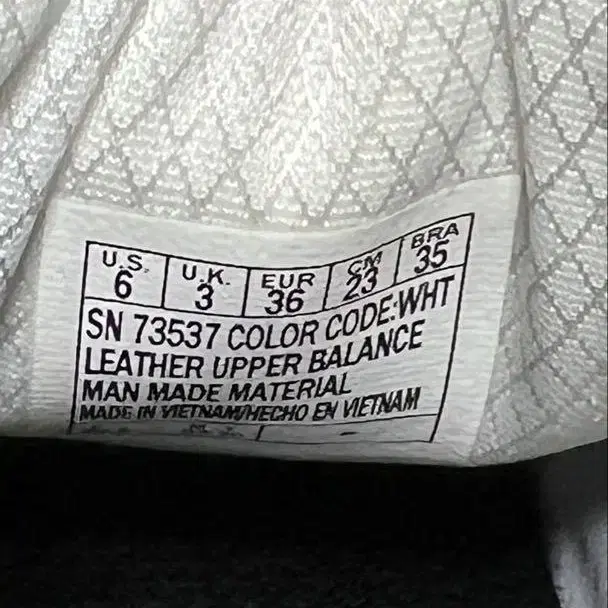 U.S. U.K. EUR CM BRA
6 3 36 23 35
SN 73537 COLOR CODE:WHT
LEATHER UPPER BALANCE
MAN MADE MATERIAL
MADE IN VIETNAM/HECHO EN VIETNAM